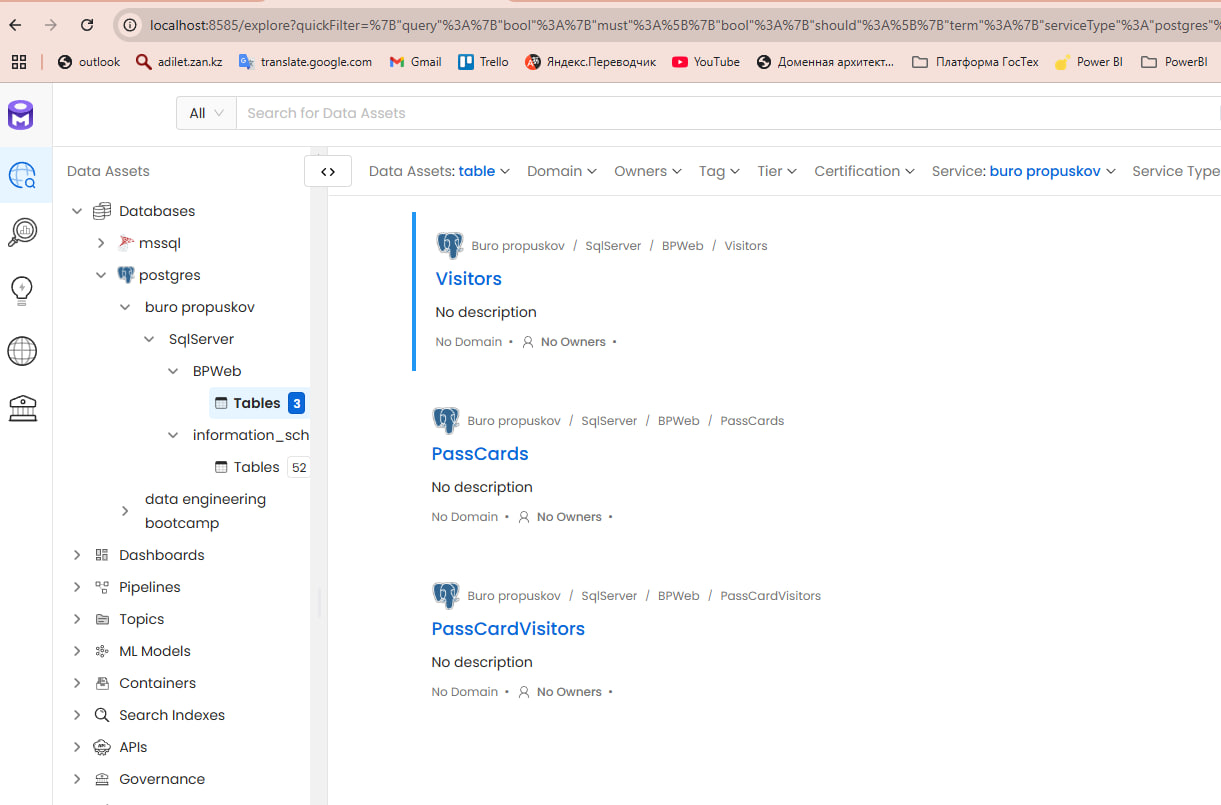 localhost:8585/explore?quickFilter=%7B"query"%3A%7B"bool"%3A%7B"must"%3A%5B%7B"bool"%3A%7B"should"%3A%5B%7B"term"%3A%7B"serviceType"%3A"postgres"%
outlook adilet.zan.kz translate.google.com Gmail Trello Яндекс.Переводчик YouTube Доменная архитект... Платформа ГосТех Power BI PowerBI
All Search for Data Assets
Data Assets
Data Assets: table Domain Owners Tag Tier Certification Service: buro propuskov Service Type
Databases
mssql
postgres
buro propuskov
SqlServer
BPWeb
Tables 3
information_sch
Tables 52
data engineering
bootcamp
Dashboards
Pipelines
Topics
ML Models
Containers
Search Indexes
APIs
Governance
Buro propuskov / SqlServer / BPWeb / Visitors
Visitors
No description
No Domain • No Owners •
Buro propuskov / SqlServer / BPWeb / PassCards
PassCards
No description
No Domain • No Owners •
Buro propuskov / SqlServer / BPWeb / PassCardVisitors
PassCardVisitors
No description
No Domain • No Owners •